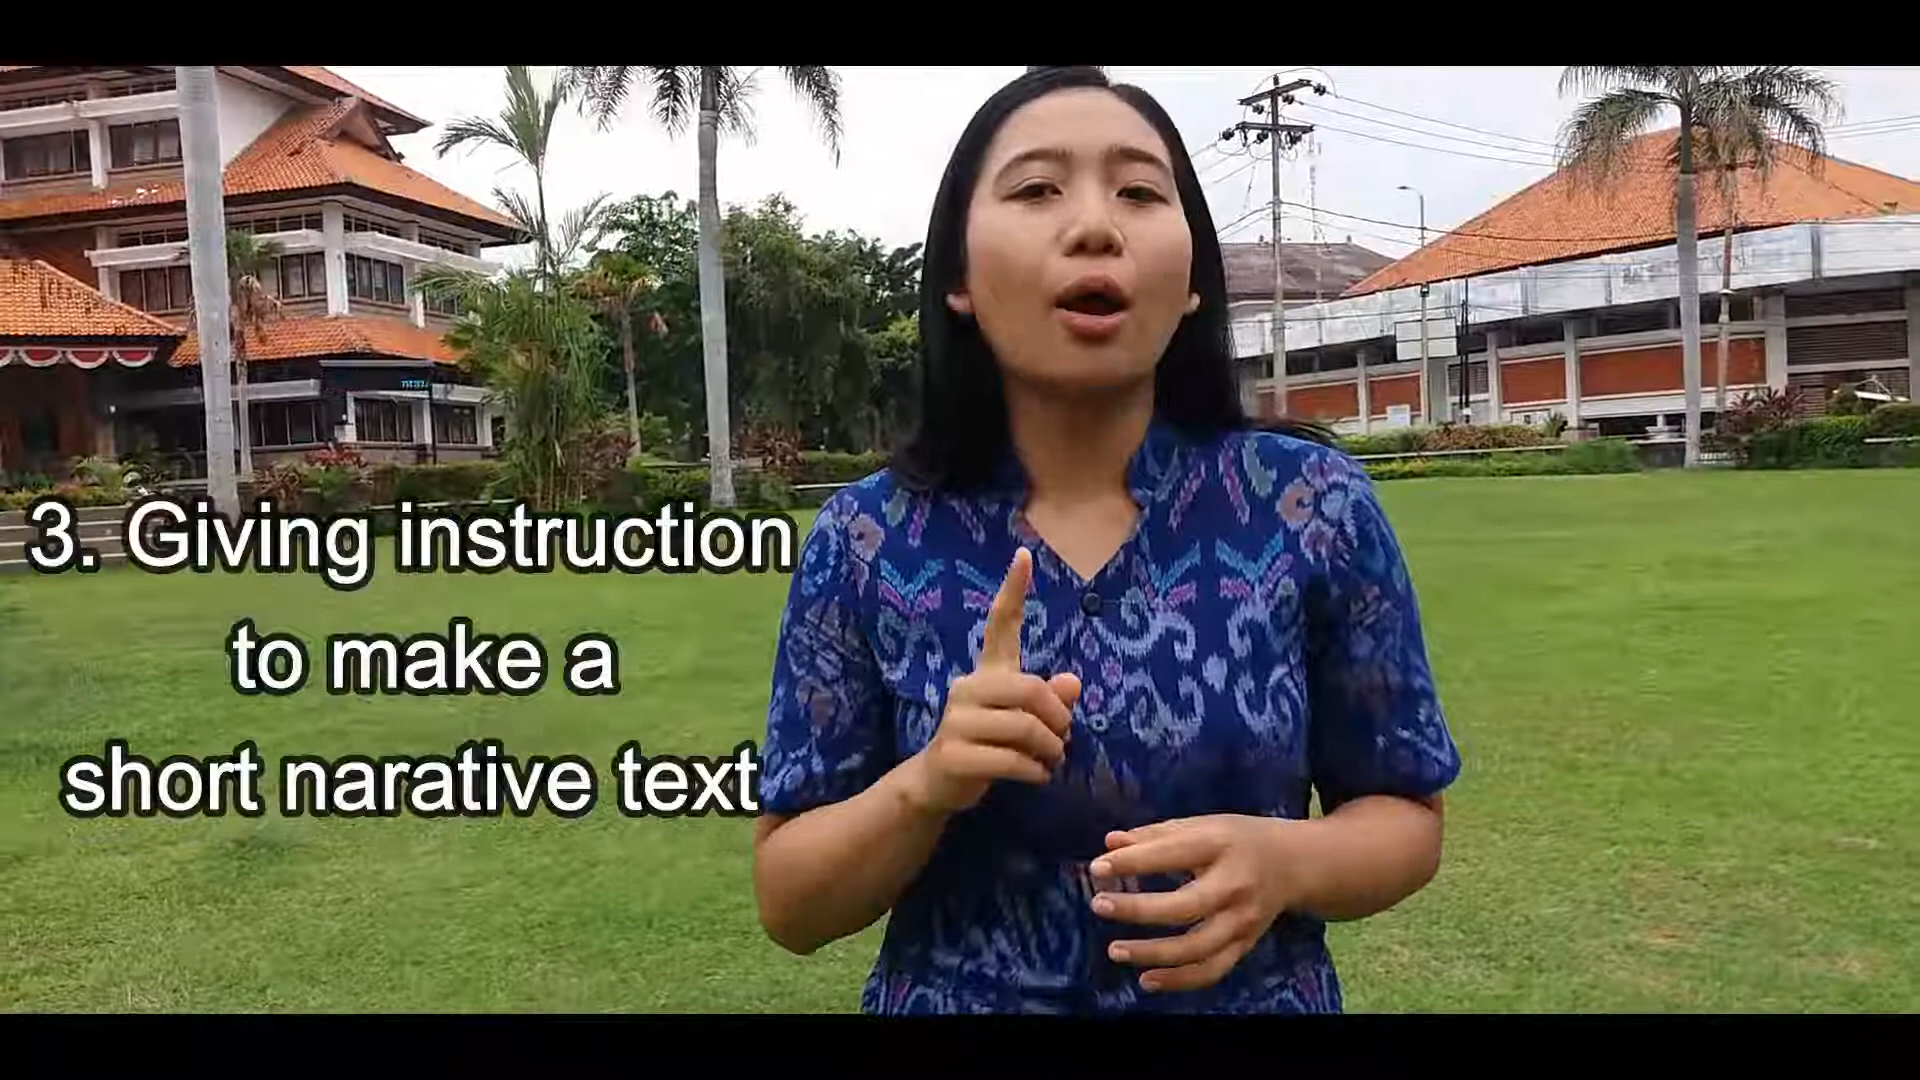 3. Giving instruction
to make a
short narative text